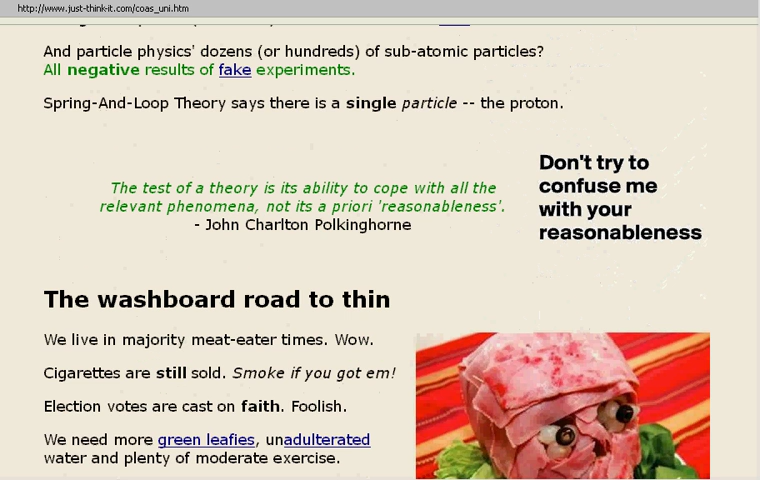 http://www.just-think-it.com/coas_uni.htm
And particle physics' dozens (or hundreds) of sub-atomic particles?
All negative results of fake experiments.
Spring-And-Loop Theory says there is a single particle -- the proton.
The test of a theory is its ability to cope with all the
relevant phenomena, not its a priori 'reasonableness'.
- John Charlton Polkinghorne
Don't try to
confuse me
with your
reasonableness
The washboard road to thin
We live in majority meat-eater times. Wow.
Cigarettes are still sold. Smoke if you got em!
Election votes are cast on faith. Foolish.
We need more green leafies, unadulterated
water and plenty of moderate exercise.